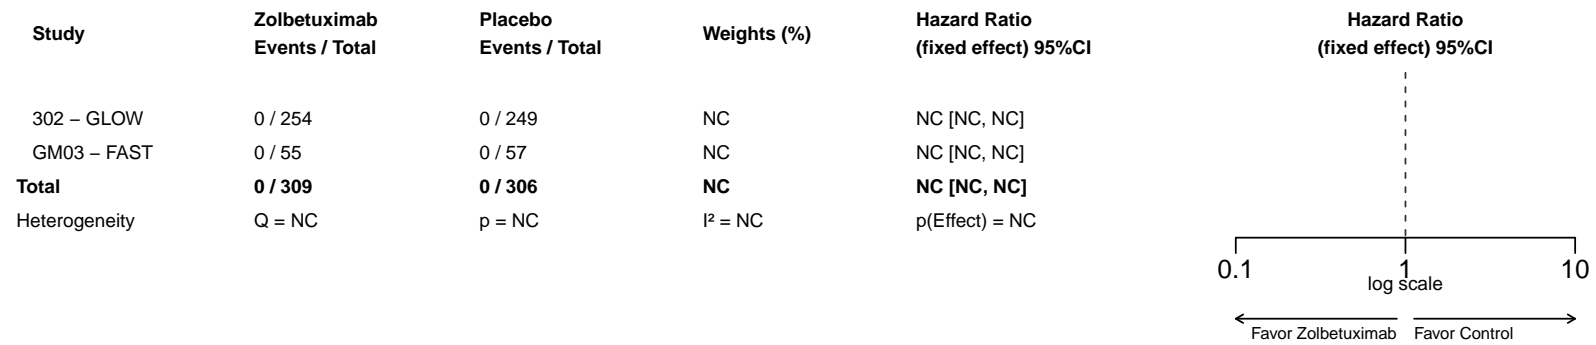 Study Zolbetuximab Events / Total Placebo Events / Total Weights (%) Hazard Ratio (fixed effect) 95%CI Hazard Ratio (fixed effect) 95%CI
302 − GLOW 0 / 254 0 / 249 NC NC [NC, NC]
GM03 − FAST 0 / 55 0 / 57 NC NC [NC, NC]
Total 0 / 309 0 / 306 NC NC [NC, NC]
Heterogeneity Q = NC p = NC I² = NC p(Effect) = NC
0.1 1 10
log scale
Favor Zolbetuximab Favor Control